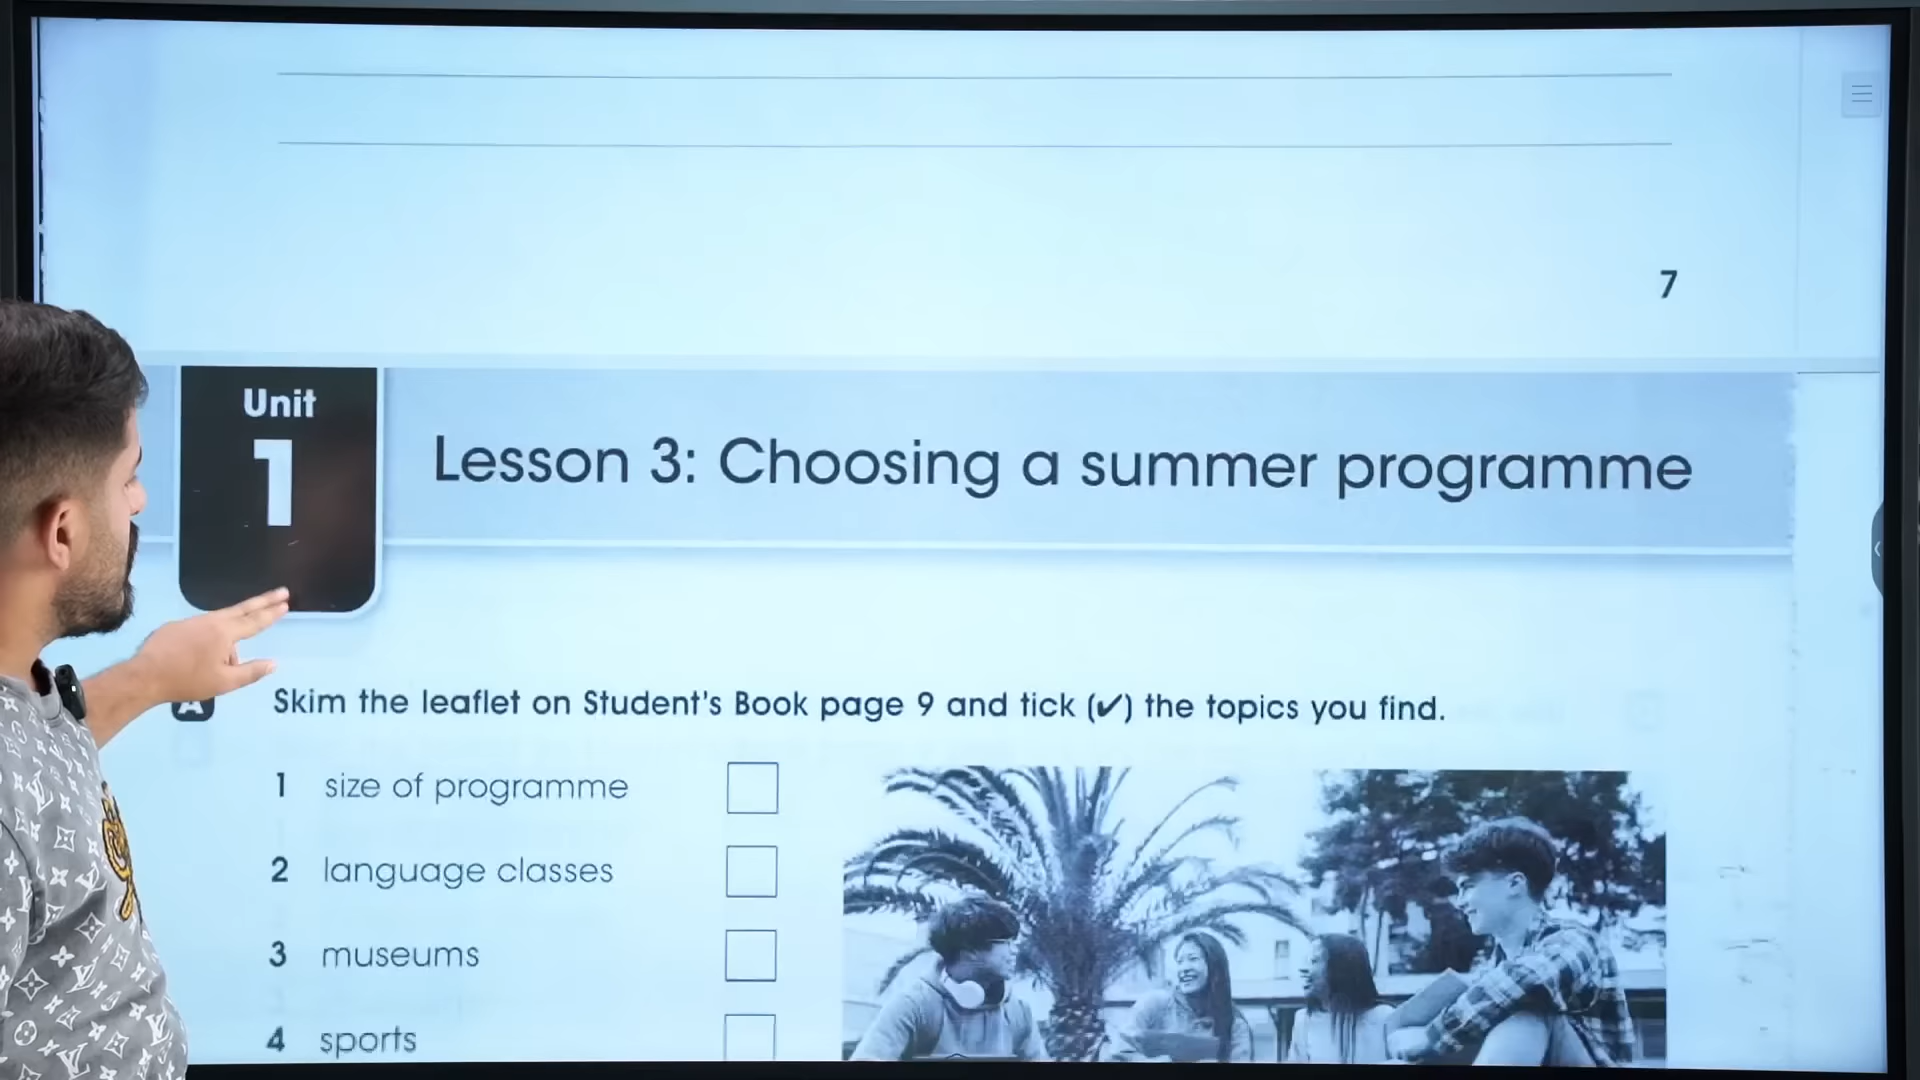 7
Unit
1
Lesson 3: Choosing a summer programme
A
Skim the leaflet on Student's Book page 9 and tick (✓) the topics you find.
1 size of programme
2 language classes
3 museums
4 sports